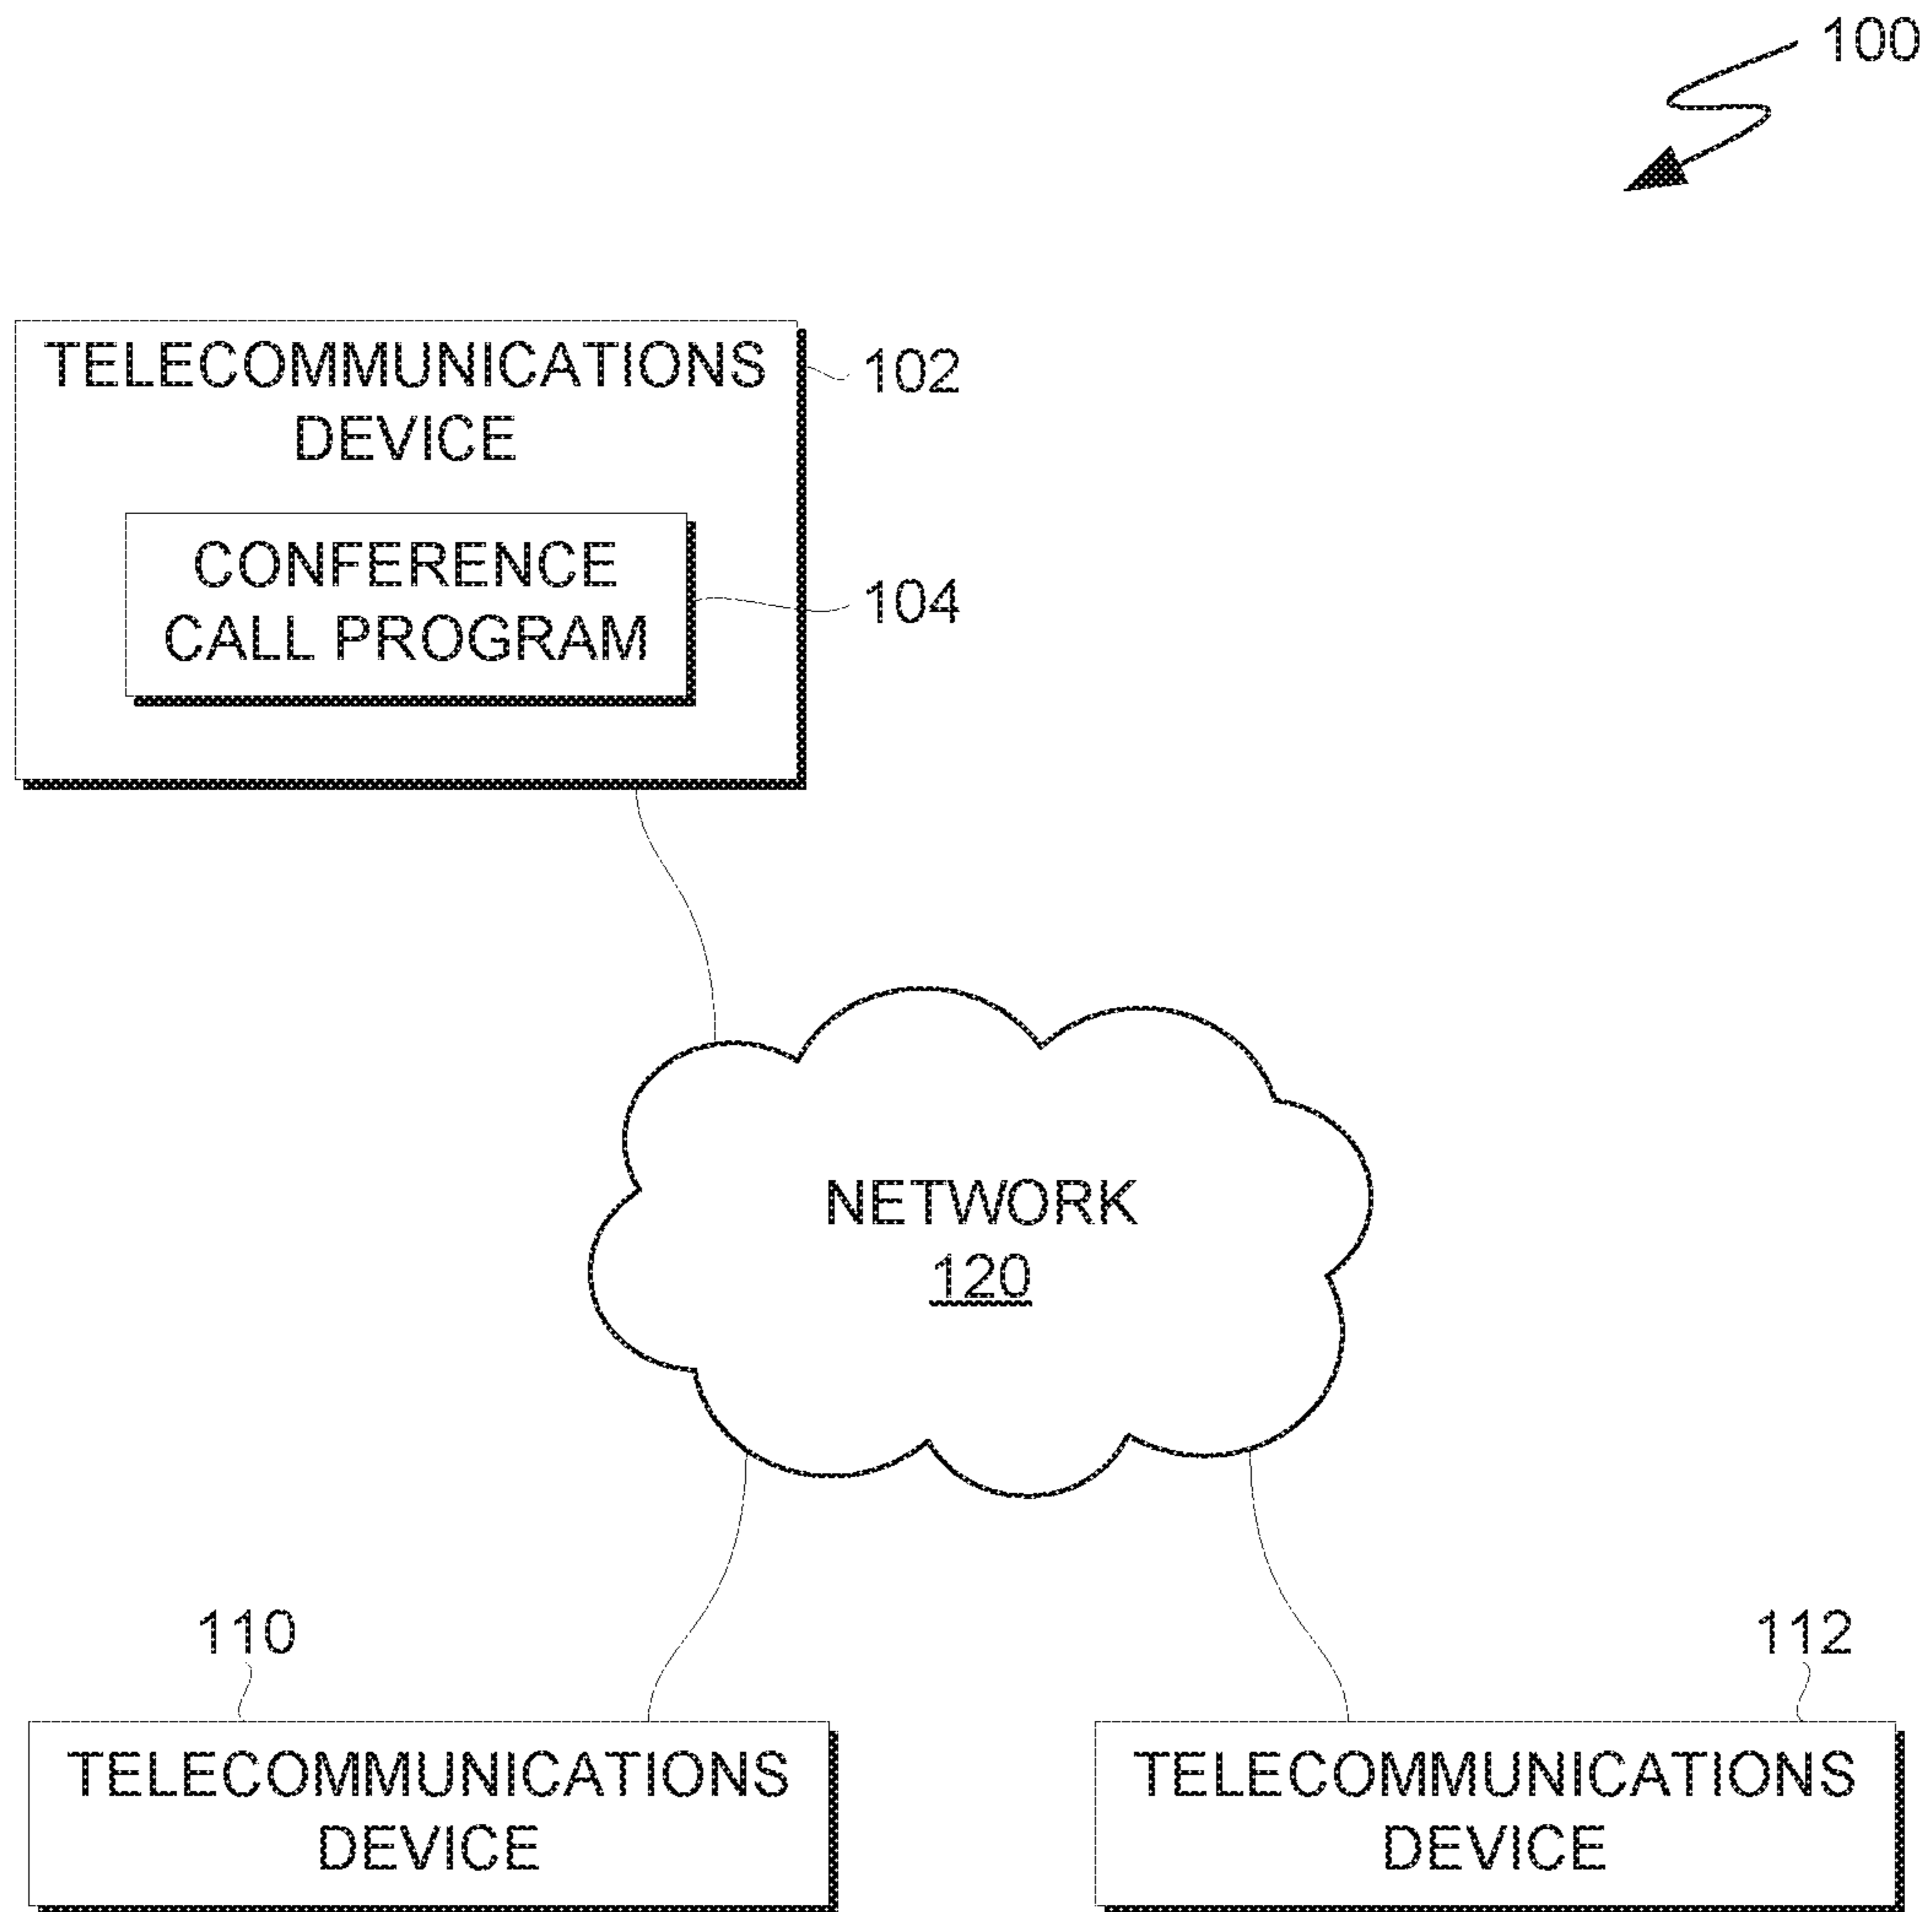 100
TELECOMMUNICATIONS
DEVICE
102
CONFERENCE
CALL PROGRAM
104
NETWORK
120
110
112
TELECOMMUNICATIONS
DEVICE
TELECOMMUNICATIONS
DEVICE